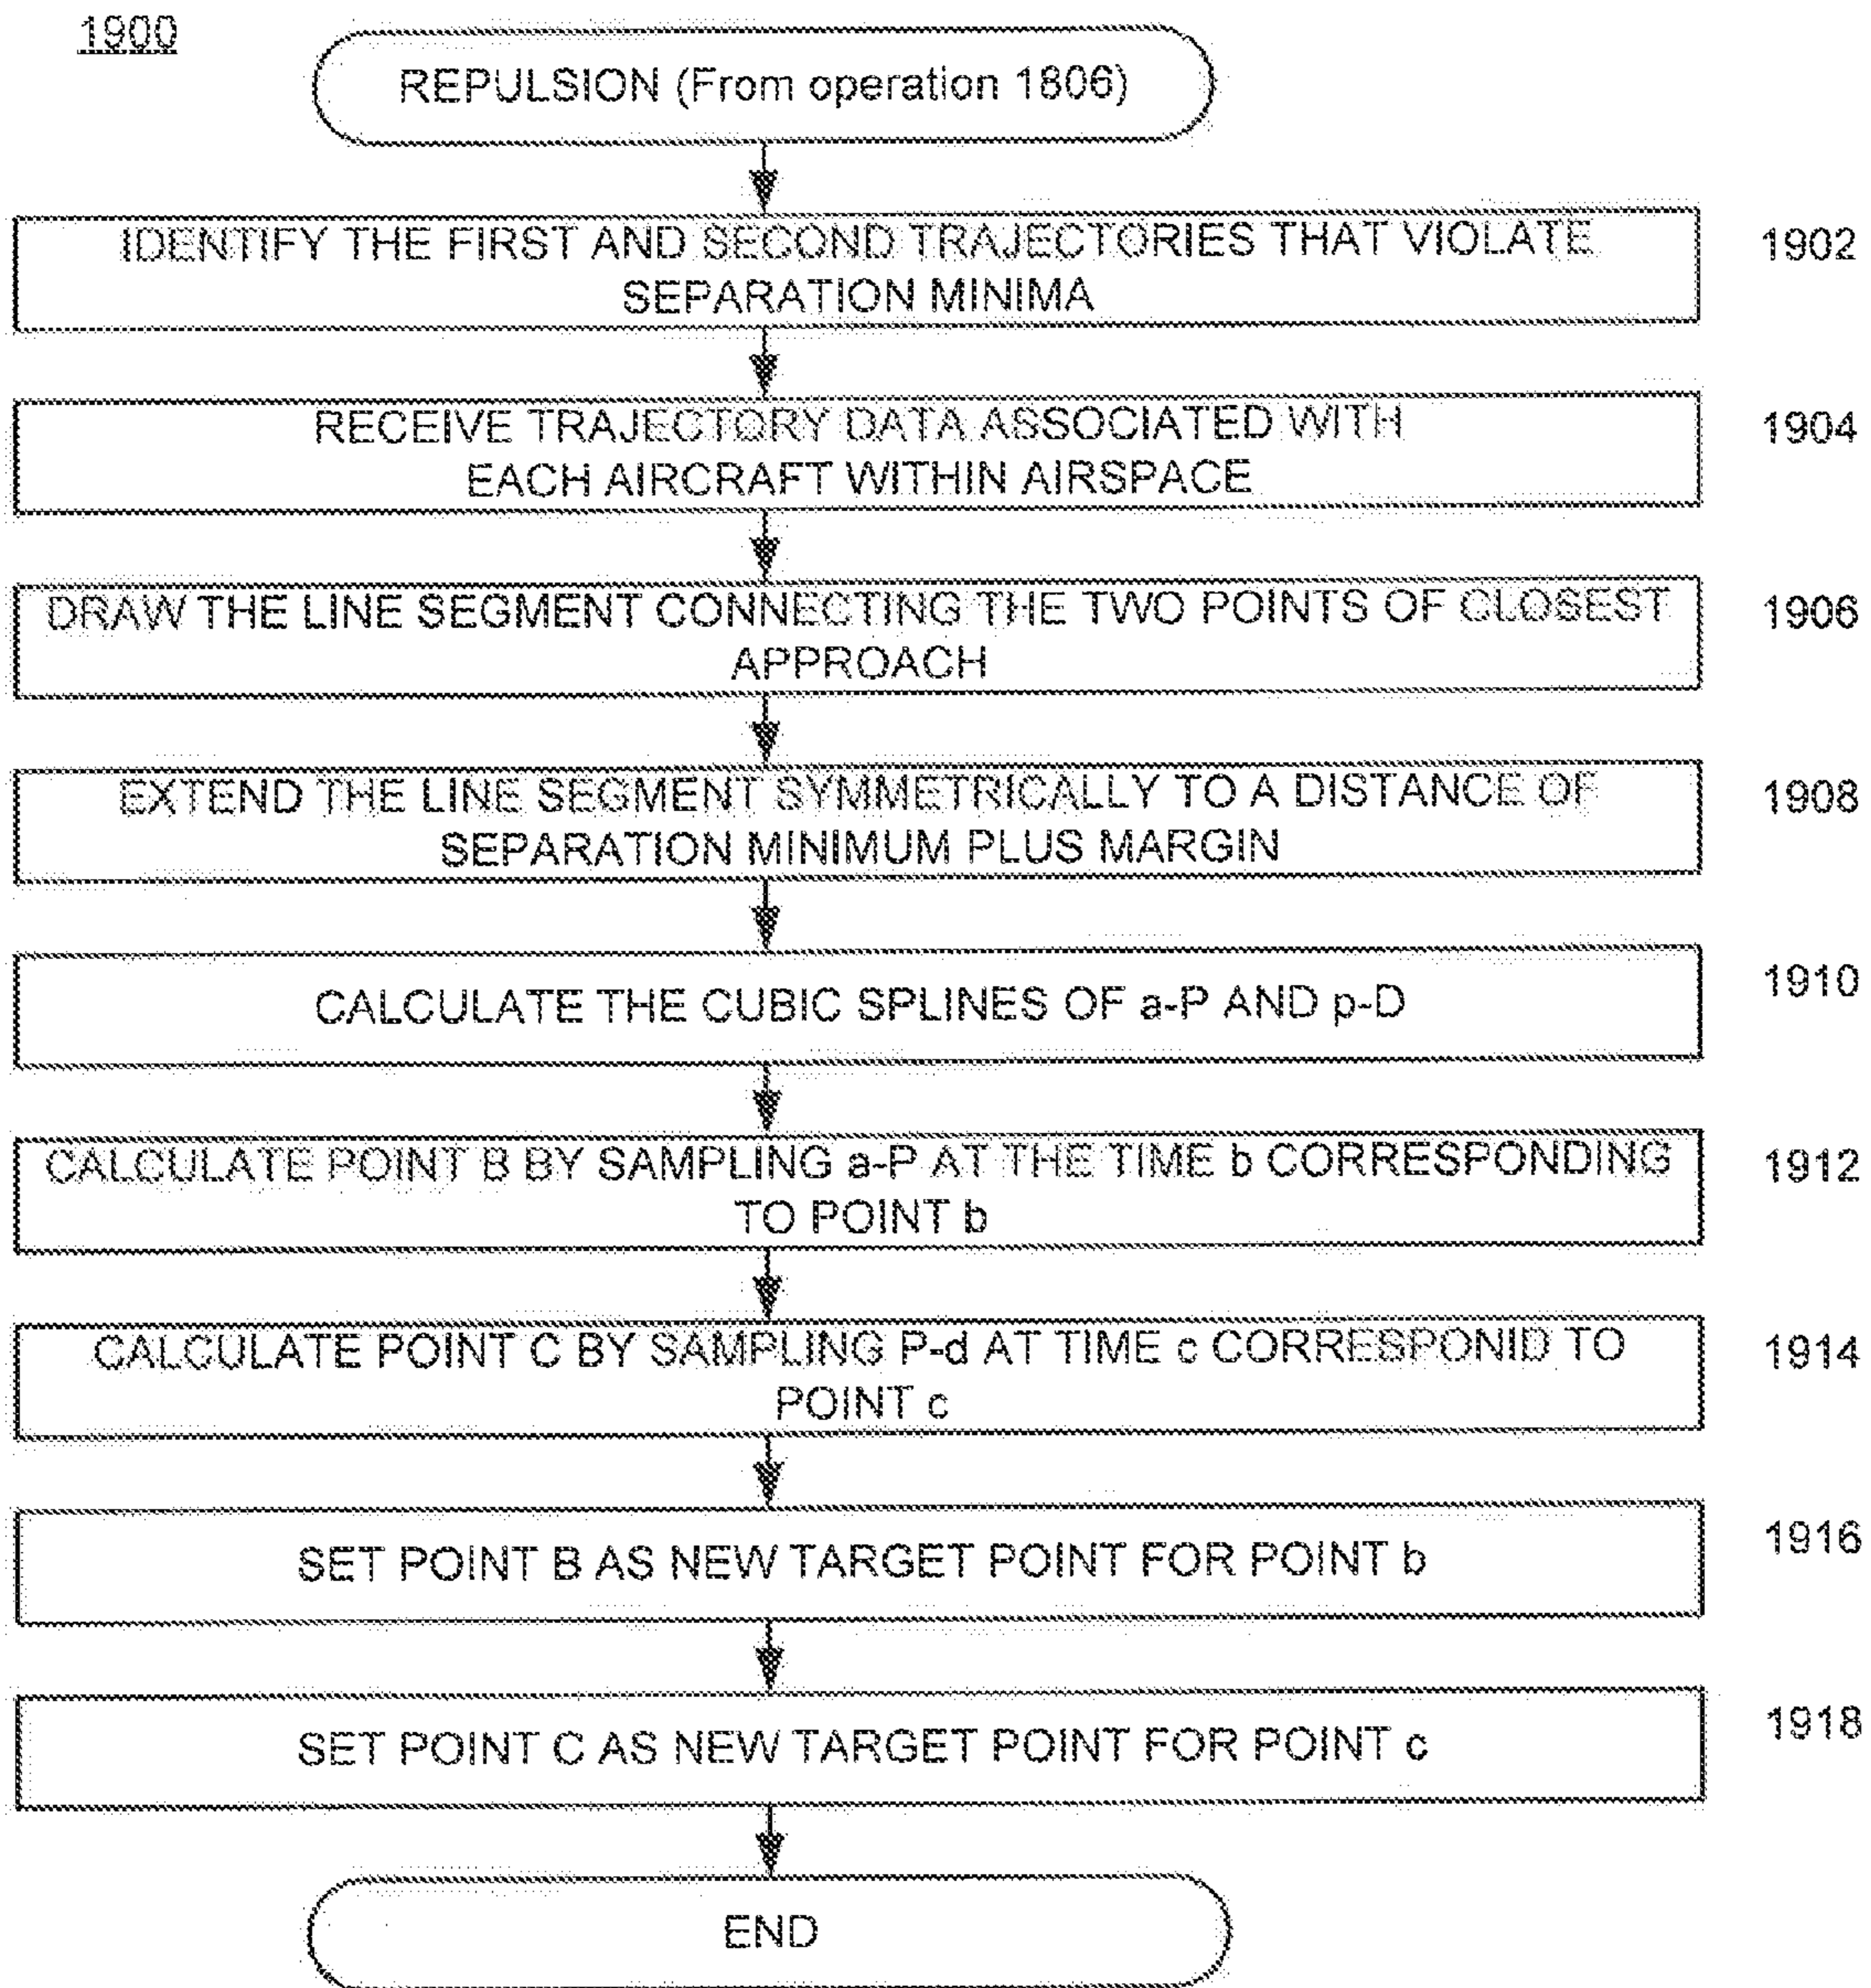 1900
REPULSION (From operation 1806)
IDENTIFY THE FIRST AND SECOND TRAJECTORIES THAT VIOLATE
SEPARATION MINIMA
1902
RECEIVE TRAJECTORY DATA ASSOCIATED WITH
EACH AIRCRAFT WITHIN AIRSPACE
1904
DRAW THE LINE SEGMENT CONNECTING THE TWO POINTS OF CLOSEST
APPROACH
1906
EXTEND THE LINE SEGMENT SYMMETRICALLY TO A DISTANCE OF
SEPARATION MINIMUM PLUS MARGIN
1908
CALCULATE THE CUBIC SPLINES OF a-P AND p-D
1910
CALCULATE POINT B BY SAMPLING a-P AT THE TIME b CORRESPONDING
TO POINT b
1912
CALCULATE POINT C BY SAMPLING P-d AT TIME c CORRESPONID TO
POINT c
1914
SET POINT B AS NEW TARGET POINT FOR POINT b
1916
SET POINT C AS NEW TARGET POINT FOR POINT c
1918
END